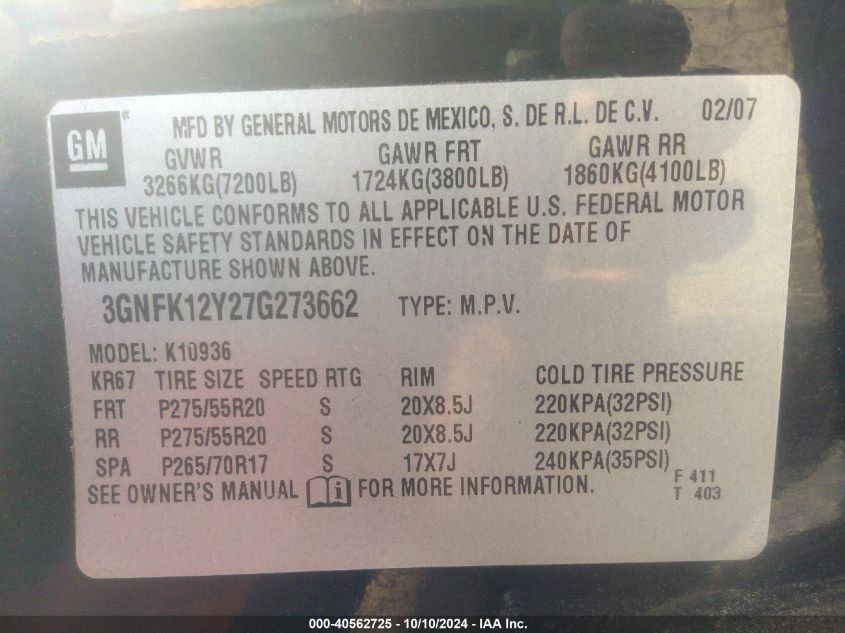 GM ® MFD BY GENERAL MOTORS DE MEXICO, S. DE R.L. DE C.V. 02/07
GVWR GAWR FRT GAWR RR
3266KG(7200LB) 1724KG(3800LB) 1860KG(4100LB)
THIS VEHICLE CONFORMS TO ALL APPLICABLE U.S. FEDERAL MOTOR
VEHICLE SAFETY STANDARDS IN EFFECT ON THE DATE OF
MANUFACTURE SHOWN ABOVE.
3GNFK12Y27G273662 TYPE: M.P.V.
MODEL: K10936
KR67 TIRE SIZE SPEED RTG RIM COLD TIRE PRESSURE
FRT P275/55R20 S 20X8.5J 220KPA(32PSI)
RR P275/55R20 S 20X8.5J 220KPA(32PSI)
SPA P265/70R17 S 17X7J 240KPA(35PSI)
SEE OWNER'S MANUAL i FOR MORE INFORMATION. F 411
T 403
000-40562725 - 10/10/2024 - IAA Inc.